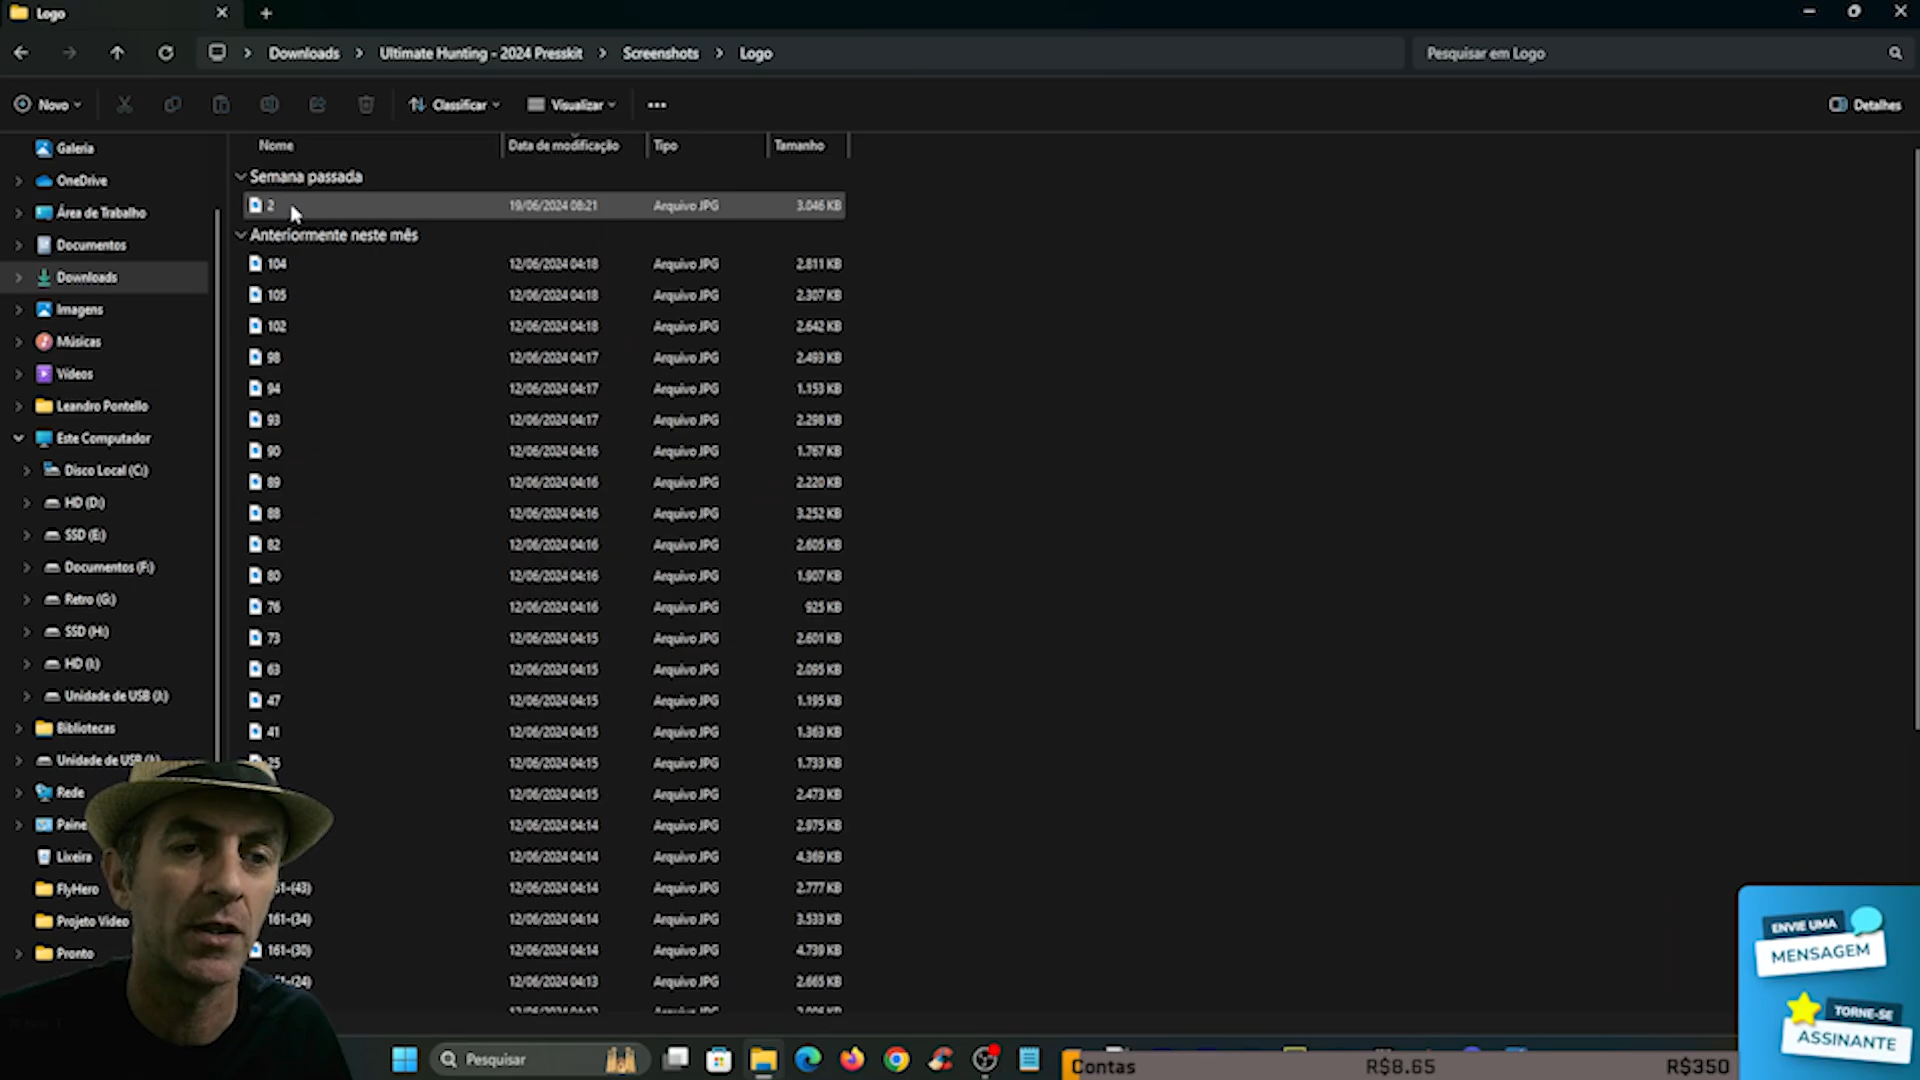 Logo
Downloads > Ultimate Hunting - 2024 Presskit > Screenshots > Logo
Pesquisar em Logo
Novo
Classificar
Visualizar
Detalhes
Galeria
OneDrive
Área de Trabalho
Documentos
Downloads
Imagens
Músicas
Vídeos
Leandro Pontello
Este Computador
Disco Local (C:)
HD (D:)
SSD (E:)
Documentos (F:)
Retro (G:)
SSD (H:)
HD (I:)
Unidade de USB (J:)
Bibliotecas
Unidade de USB (J:)
Rede
Paine
Lixeira
FlyHero
Projeto Video
Pronto
Nome Data de modificação Tipo Tamanho
Semana passada
2 19/06/2024 08:21 Arquivo JPG 3.046 KB
Anteriormente neste mês
104 12/06/2024 04:18 Arquivo JPG 2.811 KB
105 12/06/2024 04:18 Arquivo JPG 2.307 KB
102 12/06/2024 04:18 Arquivo JPG 2.642 KB
98 12/06/2024 04:17 Arquivo JPG 2.493 KB
94 12/06/2024 04:17 Arquivo JPG 1.153 KB
93 12/06/2024 04:17 Arquivo JPG 2.298 KB
90 12/06/2024 04:16 Arquivo JPG 1.767 KB
89 12/06/2024 04:16 Arquivo JPG 2.220 KB
88 12/06/2024 04:16 Arquivo JPG 3.252 KB
82 12/06/2024 04:16 Arquivo JPG 2.605 KB
80 12/06/2024 04:16 Arquivo JPG 1.907 KB
76 12/06/2024 04:16 Arquivo JPG 925 KB
73 12/06/2024 04:15 Arquivo JPG 2.601 KB
63 12/06/2024 04:15 Arquivo JPG 2.095 KB
47 12/06/2024 04:15 Arquivo JPG 1.195 KB
41 12/06/2024 04:15 Arquivo JPG 1.363 KB
25 12/06/2024 04:15 Arquivo JPG 1.733 KB
12/06/2024 04:15 Arquivo JPG 2.473 KB
12/06/2024 04:14 Arquivo JPG 2.975 KB
12/06/2024 04:14 Arquivo JPG 4.369 KB
61-(43) 12/06/2024 04:14 Arquivo JPG 2.777 KB
161-(34) 12/06/2024 04:14 Arquivo JPG 3.533 KB
161-(30) 12/06/2024 04:14 Arquivo JPG 4.739 KB
1-(24) 12/06/2024 04:13 Arquivo JPG 2.665 KB
Pesquisar
Contas R$8.65 R$350
ENVIE UMA
MENSAGEM
TORNE-SE
ASSINANTE